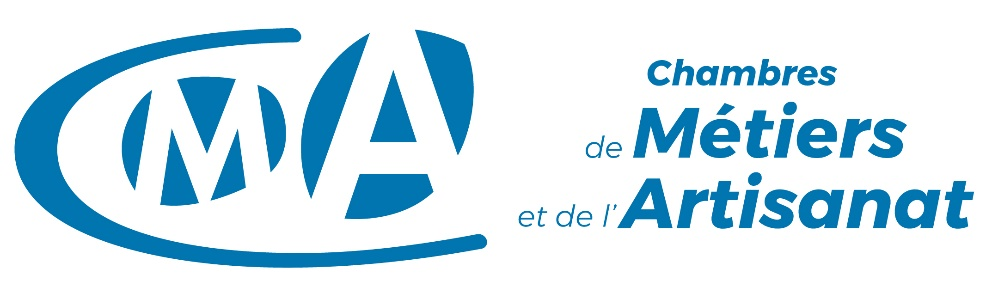 CMA
Chambres
de Métiers
et de l'Artisanat